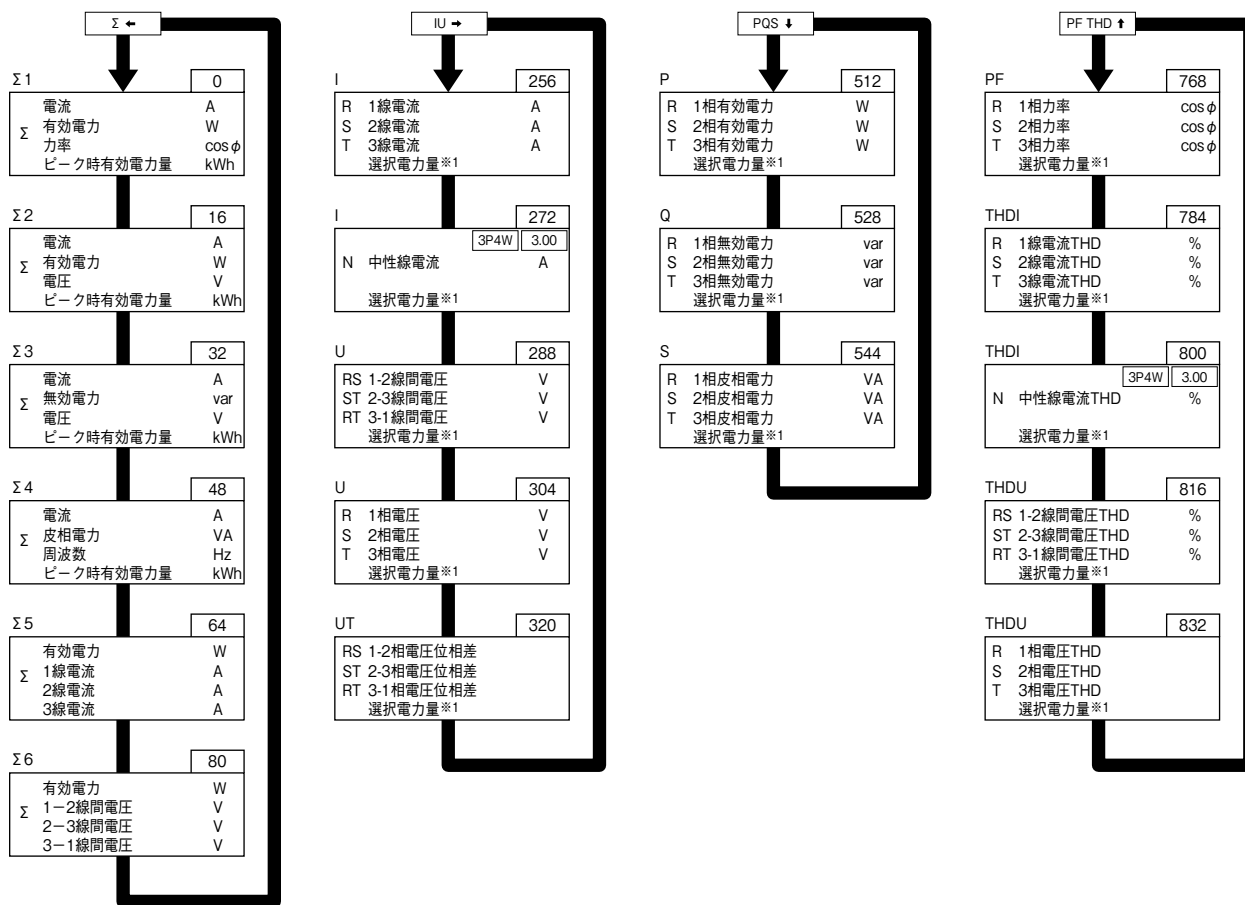 Σ ←
Σ1 0
電流 A
Σ 有効電力 W
力率 cosφ
ピーク時有効電力量 kWh
Σ2 16
電流 A
Σ 有効電力 W
電圧 V
ピーク時有効電力量 kWh
Σ3 32
電流 A
Σ 無効電力 var
電圧 V
ピーク時有効電力量 kWh
Σ4 48
電流 A
Σ 皮相電力 VA
周波数 Hz
ピーク時有効電力量 kWh
Σ5 64
有効電力 W
Σ 1線電流 A
2線電流 A
3線電流 A
Σ6 80
有効電力 W
Σ 1−2線間電圧 V
2−3線間電圧 V
3−1線間電圧 V
IU →
I 256
R 1線電流 A
S 2線電流 A
T 3線電流 A
選択電力量※1
I 272
3P4W 3.00
N 中性線電流 A
選択電力量※1
U 288
RS 1-2線間電圧 V
ST 2-3線間電圧 V
RT 3-1線間電圧 V
選択電力量※1
U 304
R 1相電圧 V
S 2相電圧 V
T 3相電圧 V
選択電力量※1
UT 320
RS 1-2相電圧位相差
ST 2-3相電圧位相差
RT 3-1相電圧位相差
選択電力量※1
PQS ↓
P 512
R 1相有効電力 W
S 2相有効電力 W
T 3相有効電力 W
選択電力量※1
Q 528
R 1相無効電力 var
S 2相無効電力 var
T 3相無効電力 var
選択電力量※1
S 544
R 1相皮相電力 VA
S 2相皮相電力 VA
T 3相皮相電力 VA
選択電力量※1
PF THD ↑
PF 768
R 1相力率 cosφ
S 2相力率 cosφ
T 3相力率 cosφ
選択電力量※1
THDI 784
R 1線電流THD %
S 2線電流THD %
T 3線電流THD %
選択電力量※1
THDI 800
3P4W 3.00
N 中性線電流THD %
選択電力量※1
THDU 816
RS 1-2線間電圧THD %
ST 2-3線間電圧THD %
RT 3-1線間電圧THD %
選択電力量※1
THDU 832
R 1相電圧THD
S 2相電圧THD
T 3相電圧THD
選択電力量※1